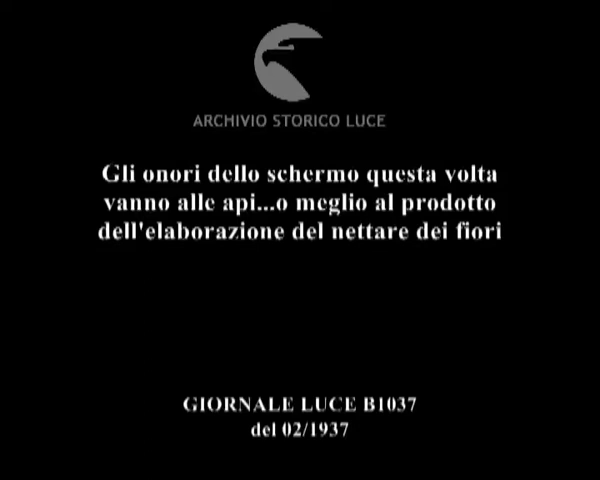 ARCHIVIO STORICO LUCE
Gli onori dello schermo questa volta
vanno alle api...o meglio al prodotto
dell'elaborazione del nettare dei fiori
GIORNALE LUCE B1037
del 02/1937